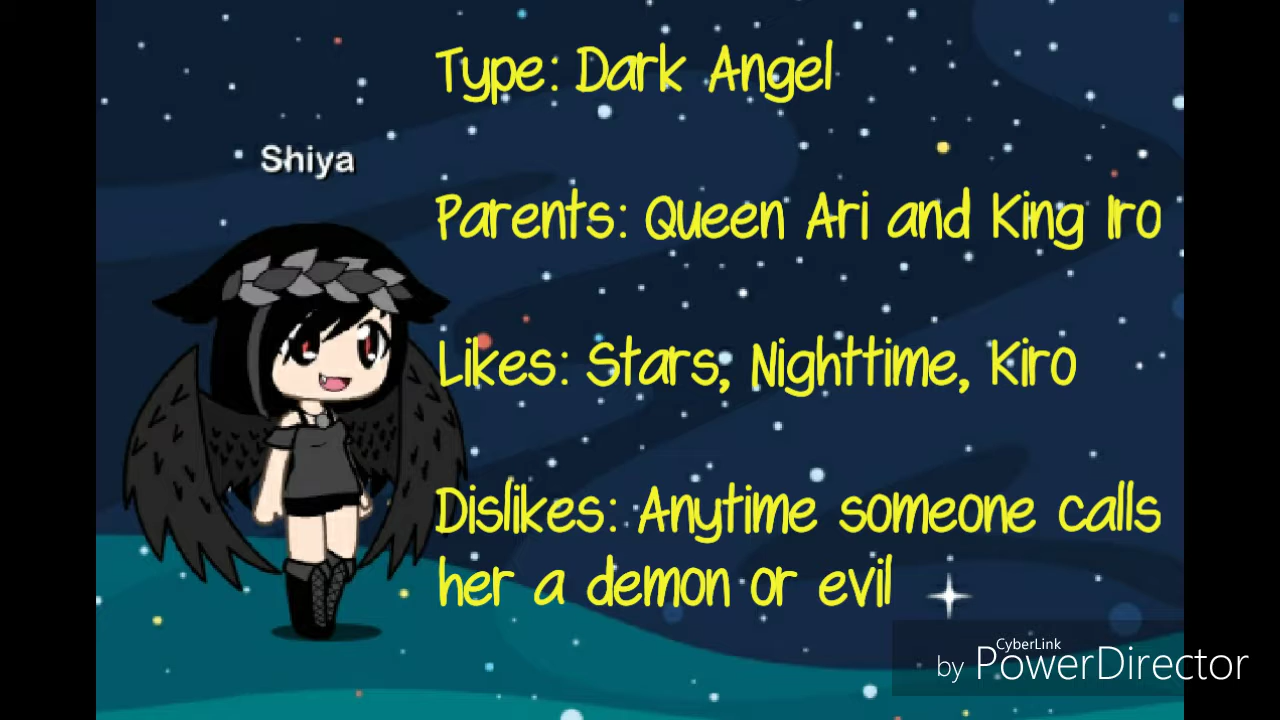 Type: Dark Angel
Shiya
Parents: Queen Ari and King Iro
Likes: Stars, Nighttime, Kiro
Dislikes: Anytime someone calls
her a demon or evil
CyberLink
by PowerDirector